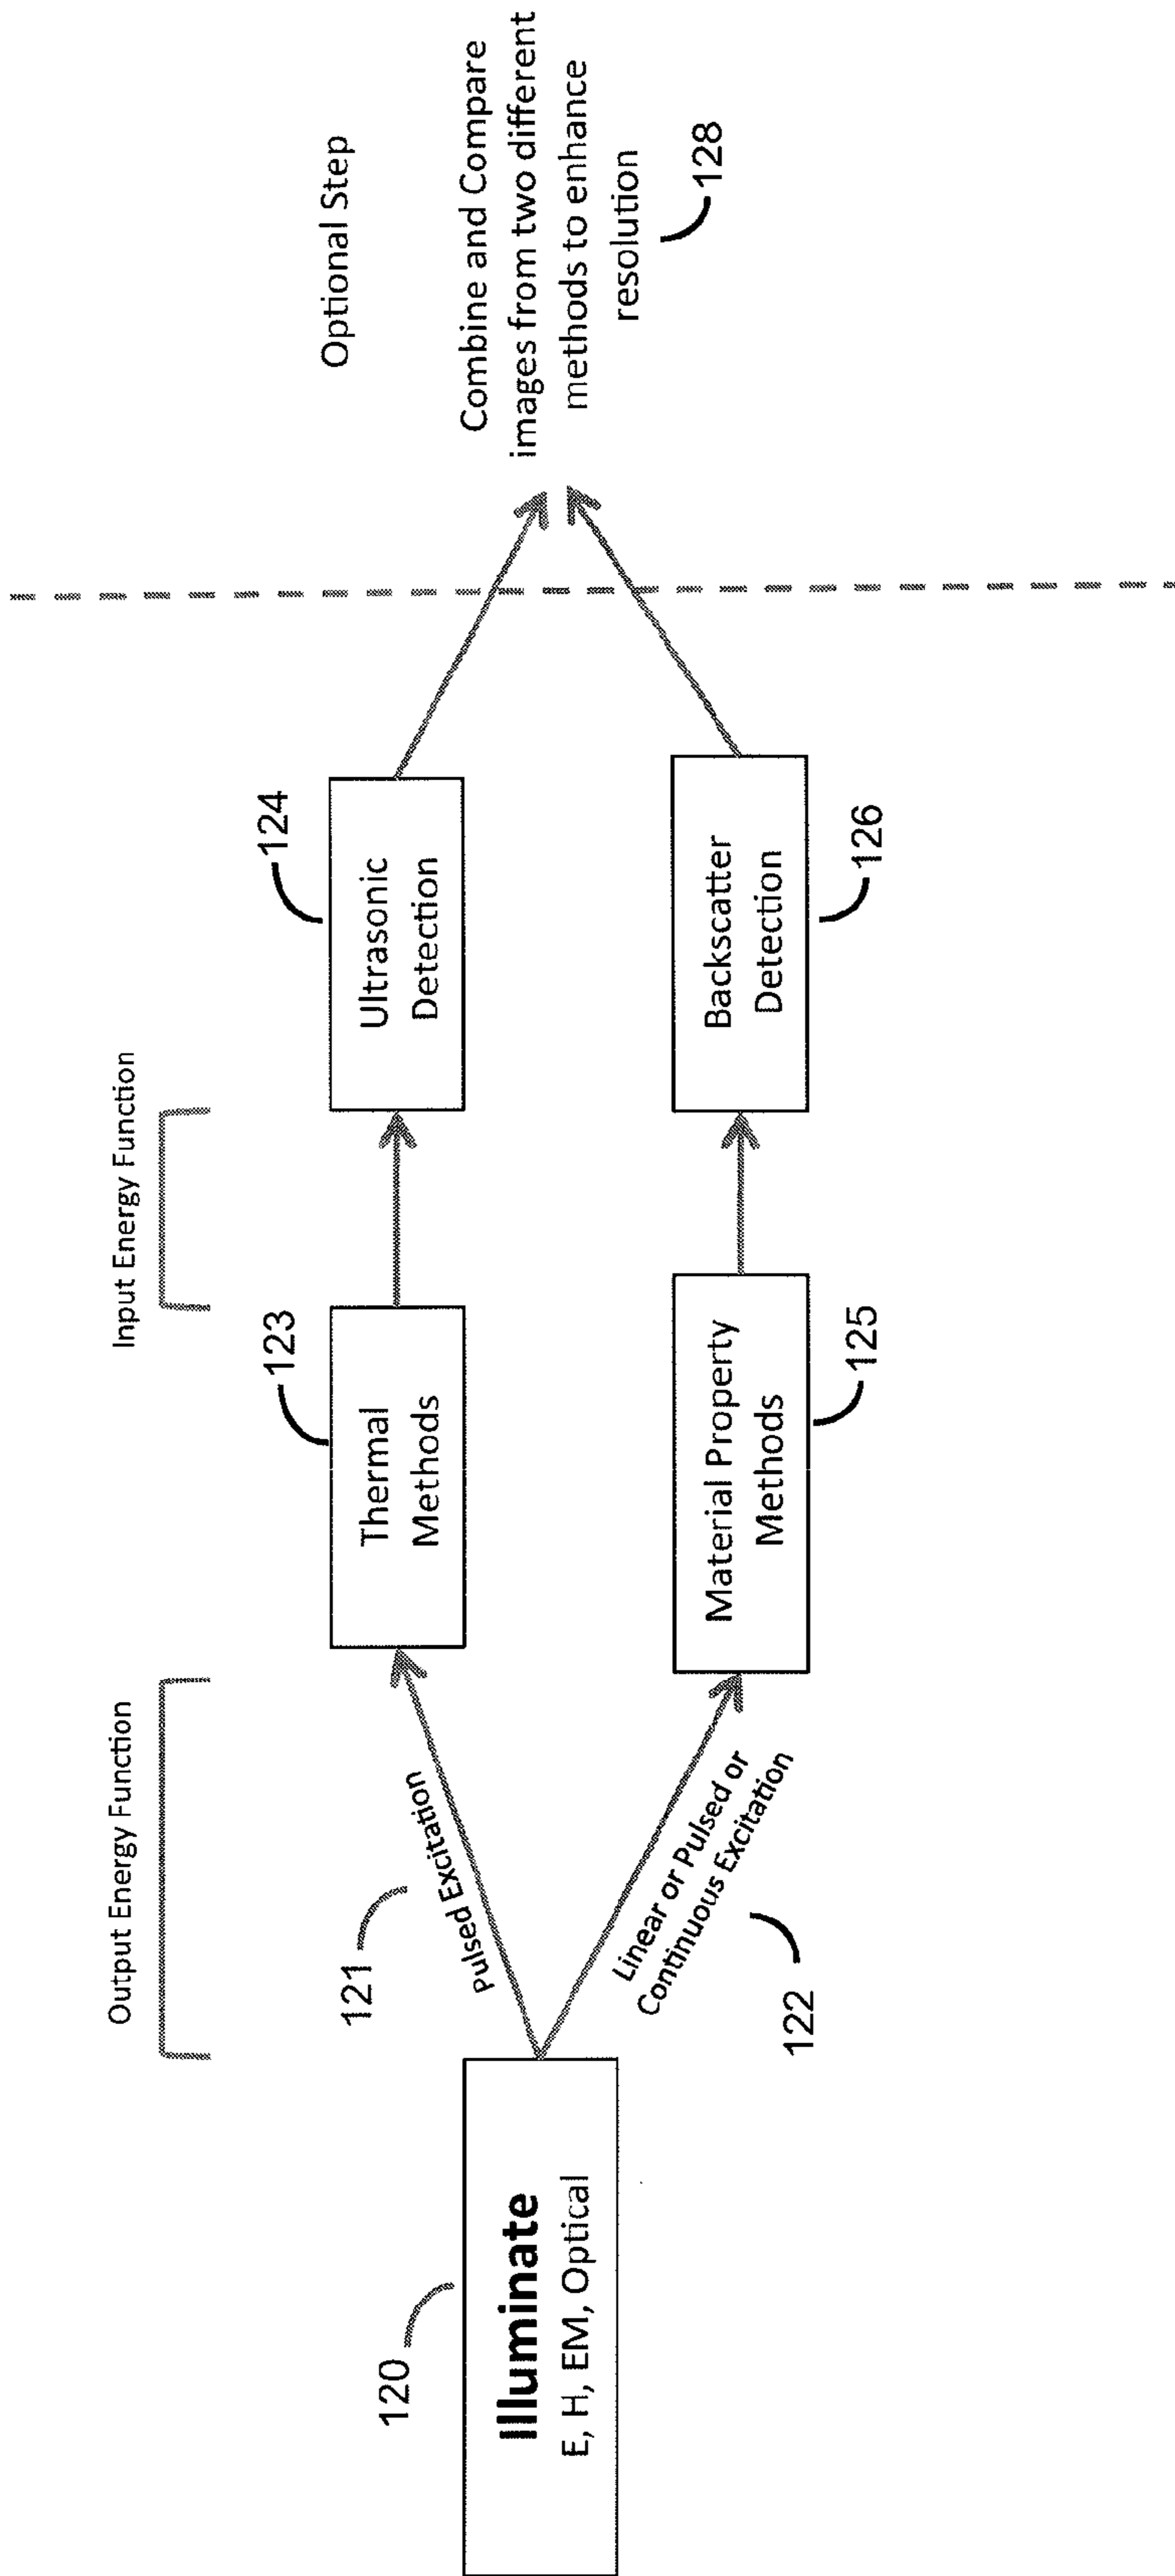 Output Energy Function
Input Energy Function
120
Illuminate
E, H, EM, Optical
121
Pulsed Excitation
Linear or Pulsed or
Continuous Excitation
122
123
Thermal
Methods
124
Ultrasonic
Detection
Material Property
Methods
125
Backscatter
Detection
126
Optional Step
Combine and Compare
images from two different
methods to enhance
resolution
128